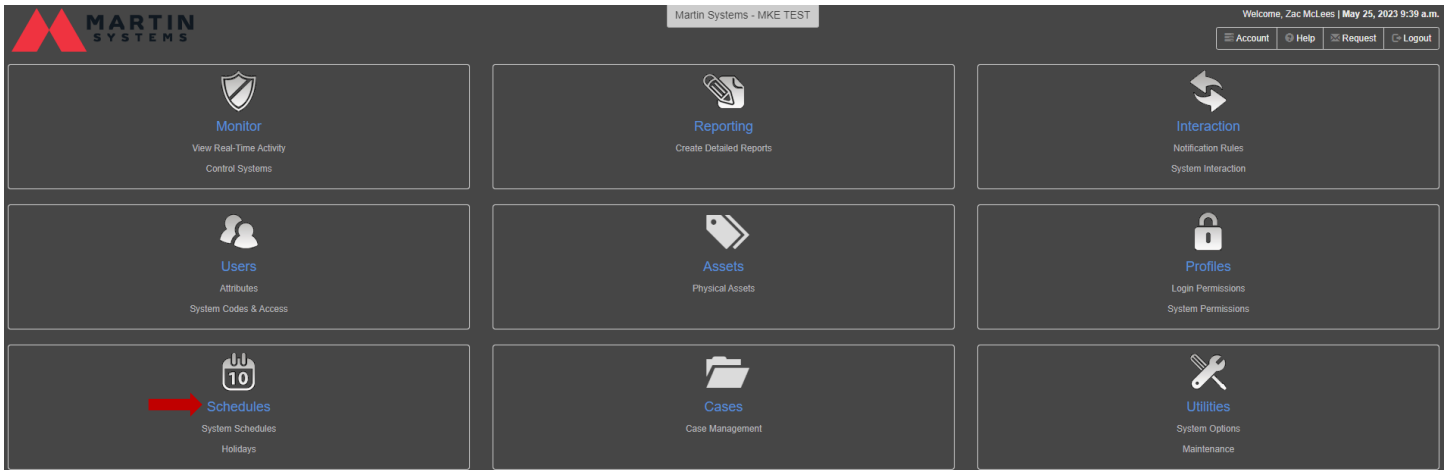 MARTIN
SYSTEMS
Martin Systems - MKE TEST
Welcome, Zac McLees | May 25, 2023 9:39 a.m.
Account Help Request Logout
Monitor
View Real-Time Activity
Control Systems
Reporting
Create Detailed Reports
Interaction
Notification Rules
System Interaction
Users
Attributes
System Codes & Access
Assets
Physical Assets
Profiles
Login Permissions
System Permissions
10
Schedules
System Schedules
Holidays
Cases
Case Management
Utilities
System Options
Maintenance